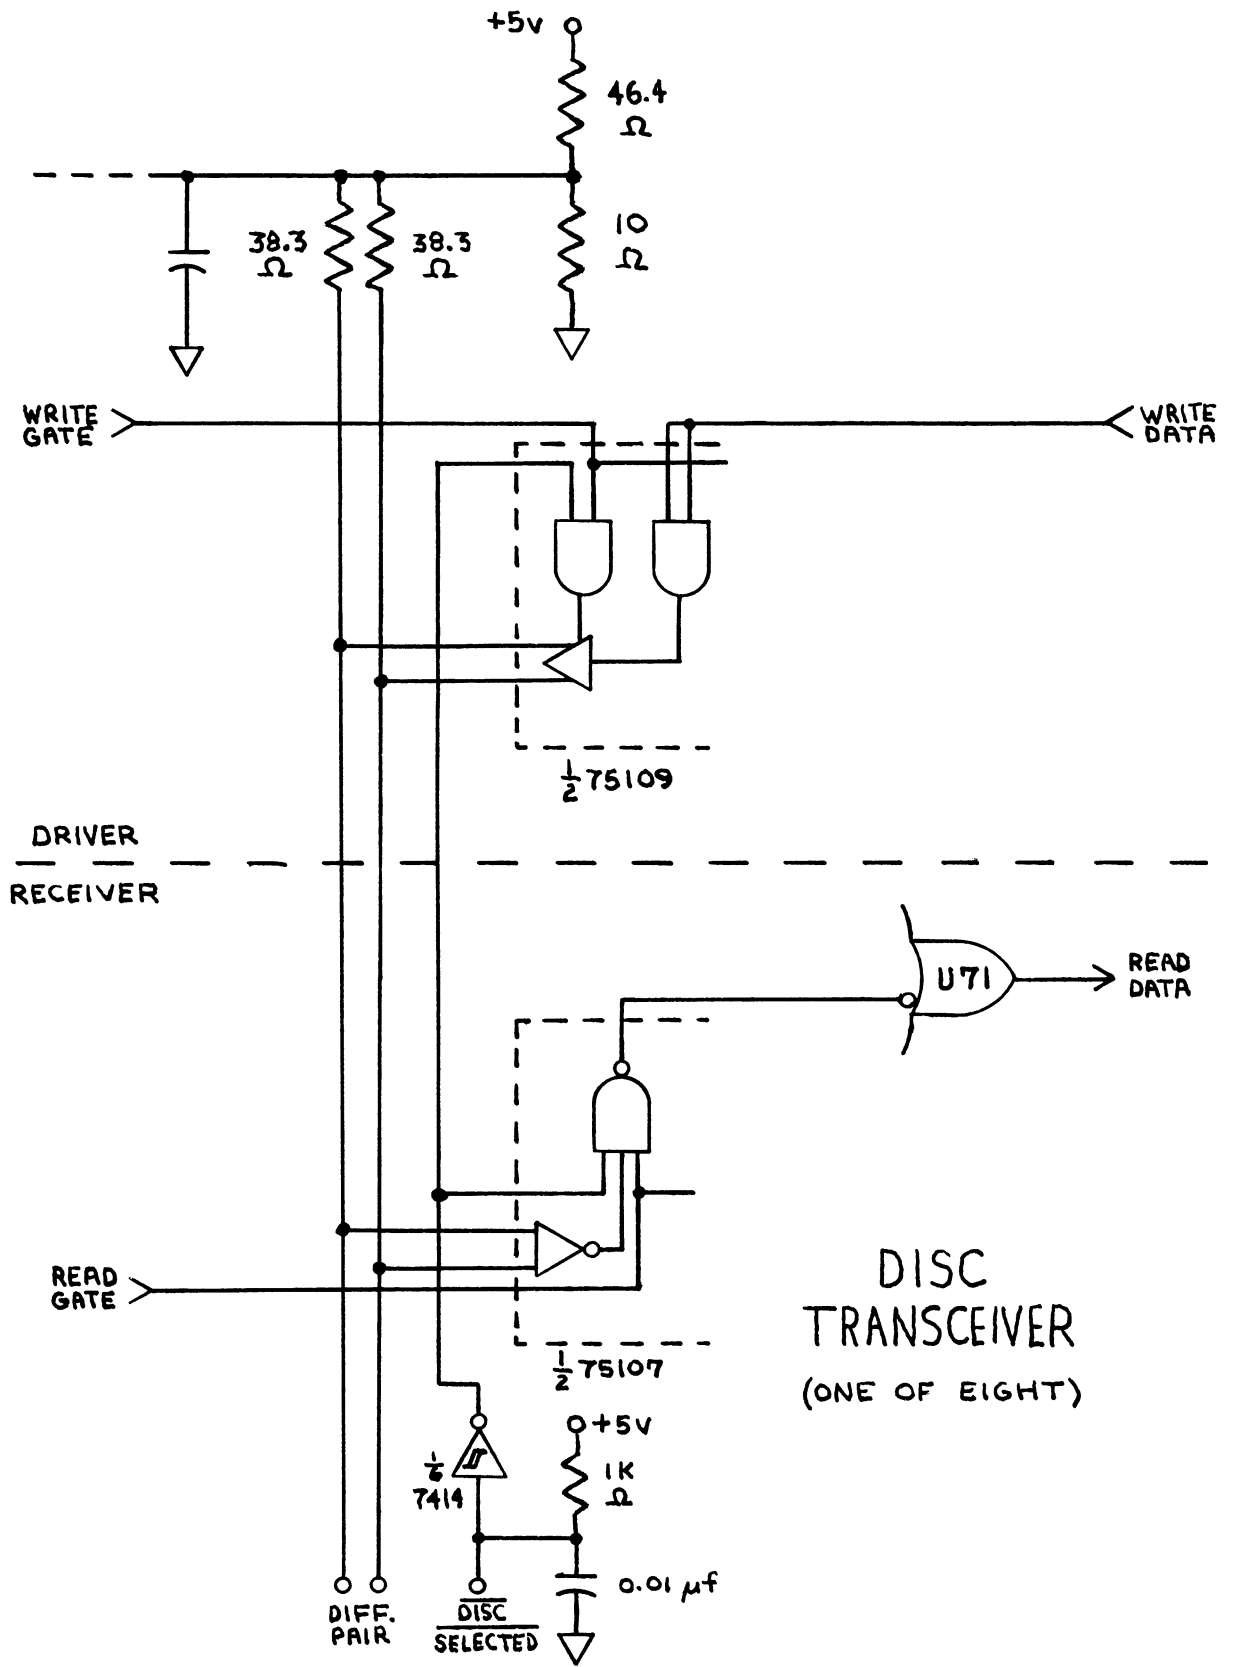 +5v
46.4
Ω
38.3
Ω
38.3
Ω
10
Ω
WRITE
GATE
WRITE
DATA
½ 75109
DRIVER
RECEIVER
U71
READ
DATA
READ
GATE
½ 75107
DISC
TRANSCEIVER
(ONE OF EIGHT)
+5v
1K
Ω
1/6
7414
0.01 µf
DIFF.
PAIR
DISC
SELECTED